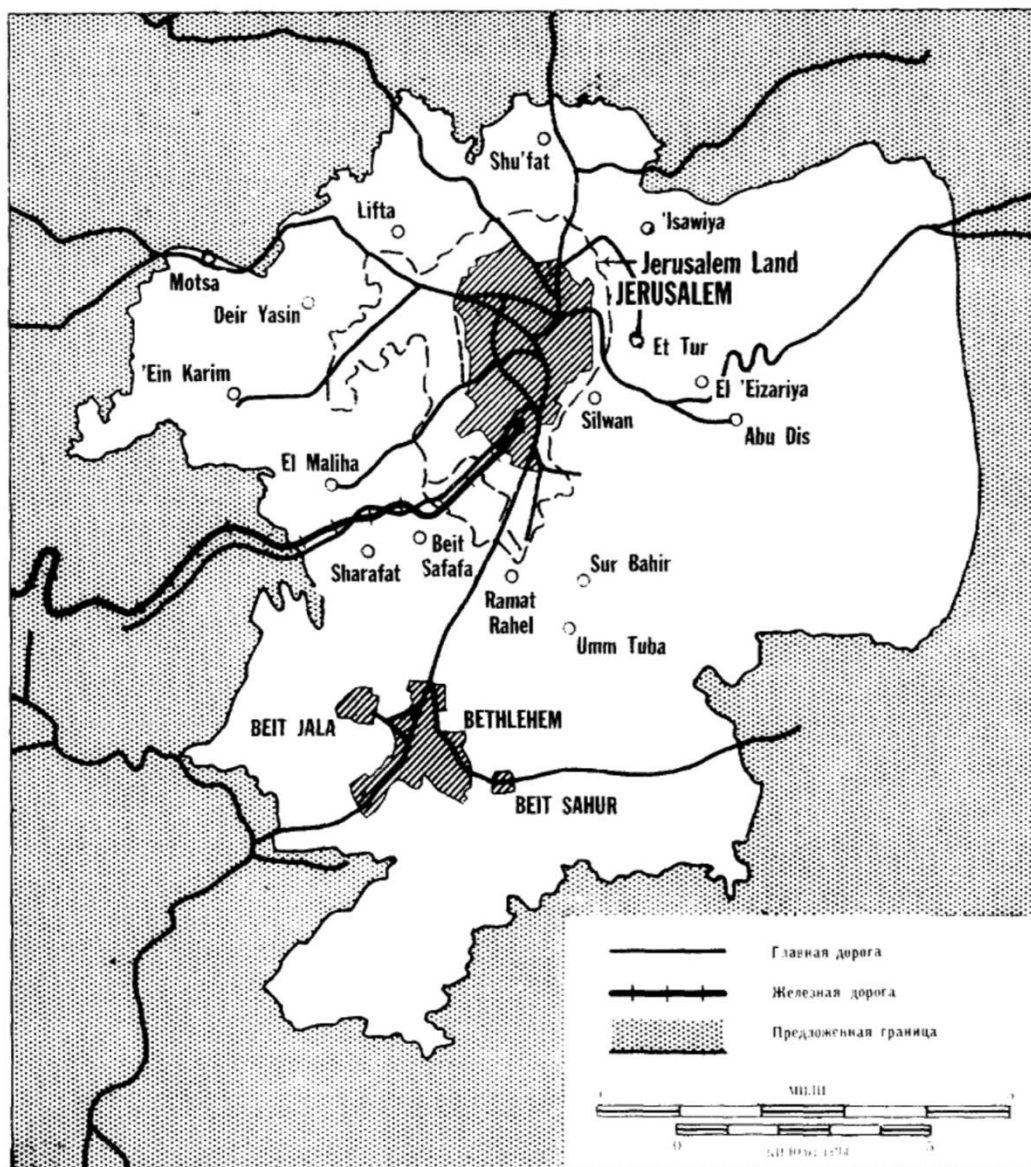 Shu'fat
Lifta
'Isawiya
Motsa
Jerusalem Land
JERUSALEM
Deir Yasin
Et Tur
'Ein Karim
El 'Eizariya
Silwan
Abu Dis
El Maliha
Beit
Safafa
Sharafat
Sur Bahir
Ramat
Rahel
Umm Tuba
BEIT JALA
BETHLEHEM
BEIT SAHUR
Главная дорога
Железная дорога
Предложенная граница
МИЛИ
0 5